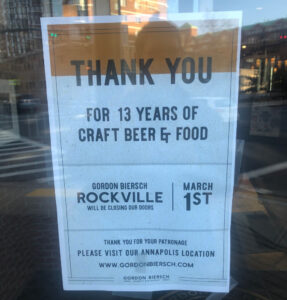 THANK YOU
FOR 13 YEARS OF
CRAFT BEER & FOOD
GORDON BIERSCH
ROCKVILLE
WILL BE CLOSING OUR DOORS
MARCH
1ST
THANK YOU FOR YOUR PATRONAGE
PLEASE VISIT OUR ANNAPOLIS LOCATION
WWW.GORDONBIERSCH.COM
GORDON BIERSCH